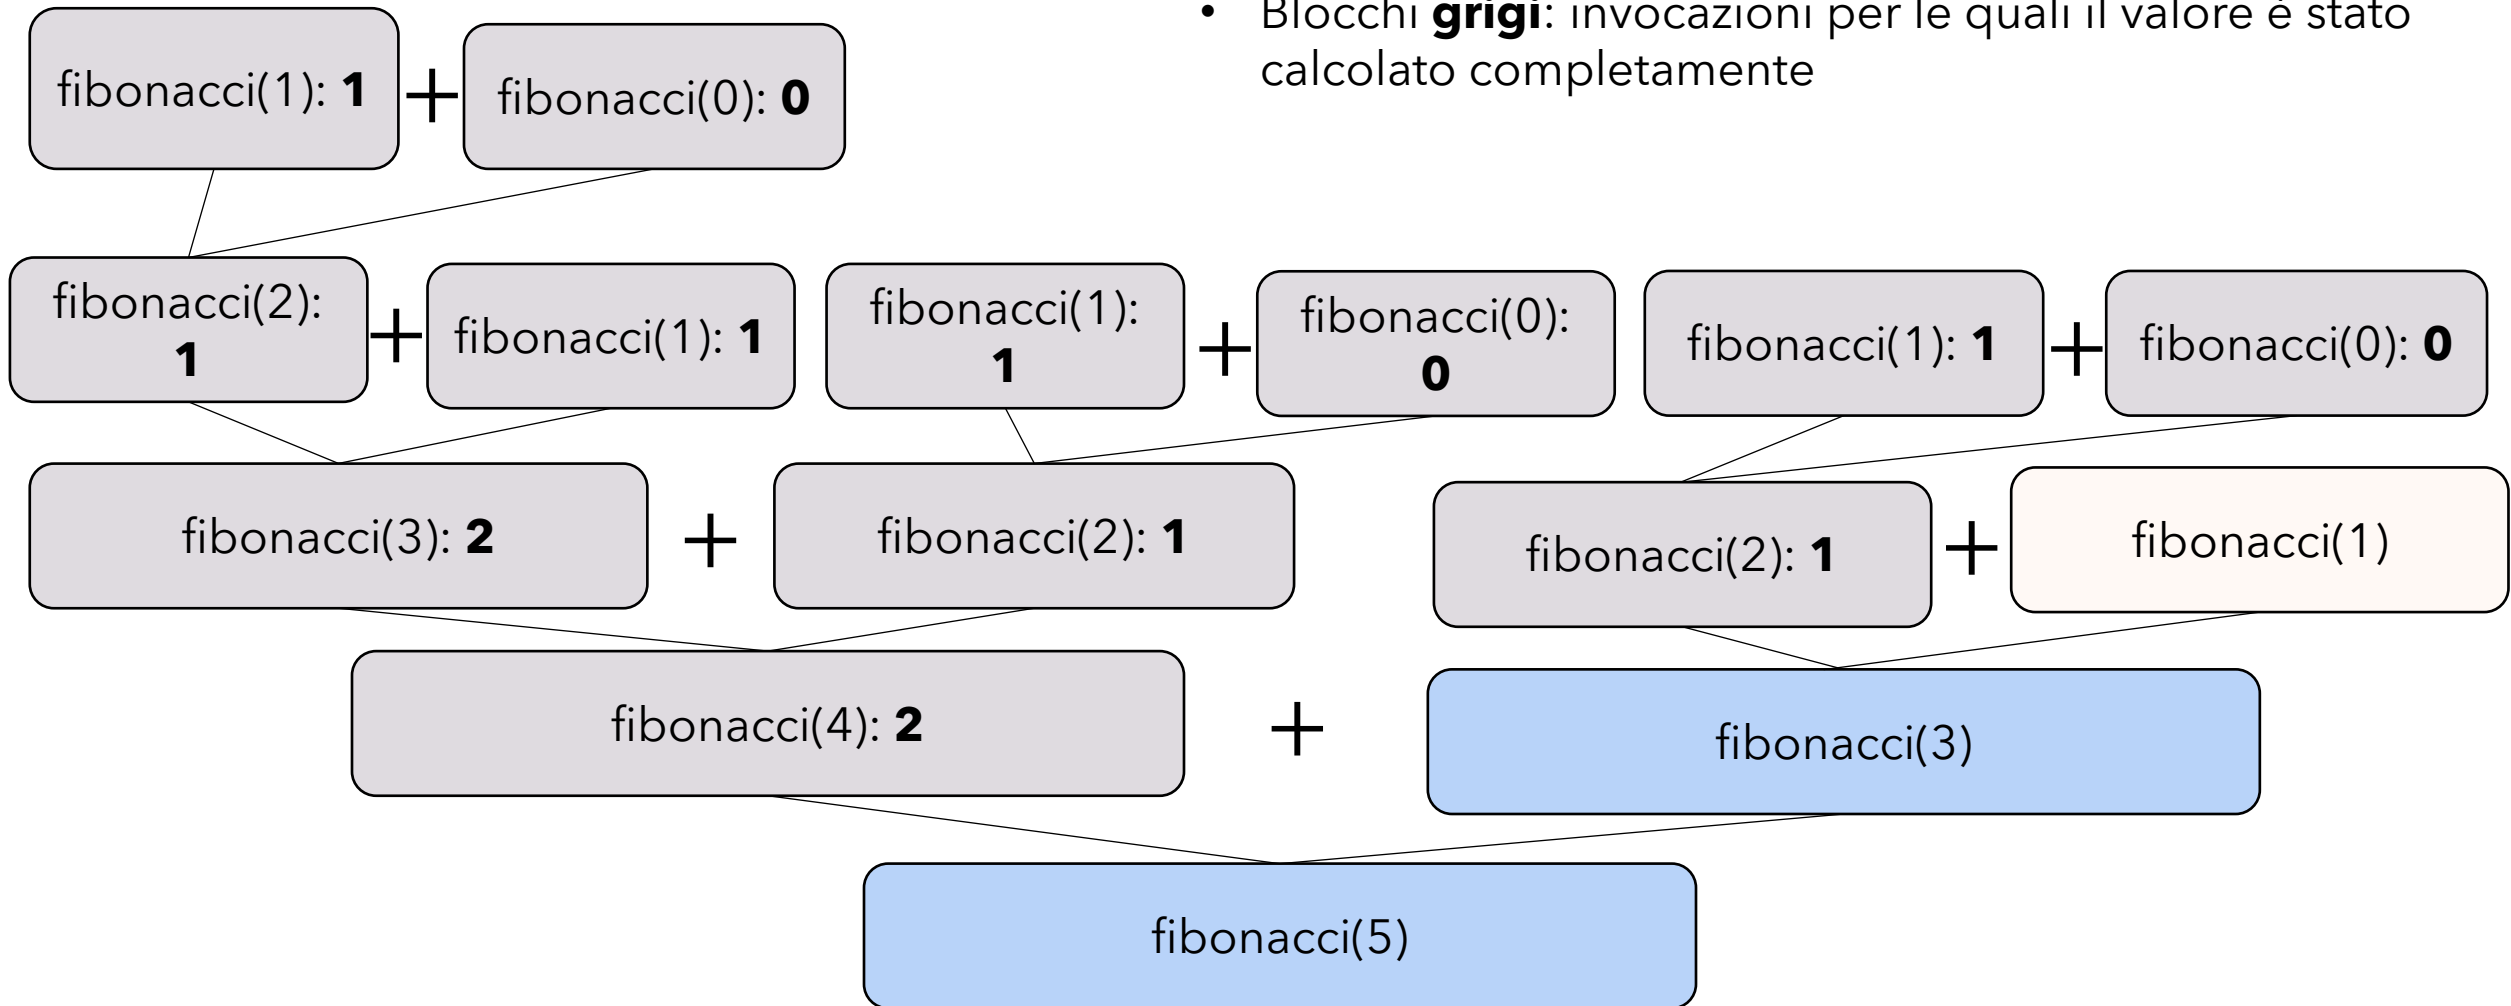 • Blocchi grigi: invocazioni per le quali il valore è stato
calcolato completamente
fibonacci(1): 1 + fibonacci(0): 0
fibonacci(2):
1
+ fibonacci(1): 1
fibonacci(1):
1
+
fibonacci(0):
0
fibonacci(1): 1 + fibonacci(0): 0
fibonacci(3): 2 + fibonacci(2): 1
fibonacci(2): 1 + fibonacci(1)
fibonacci(4): 2 + fibonacci(3)
fibonacci(5)